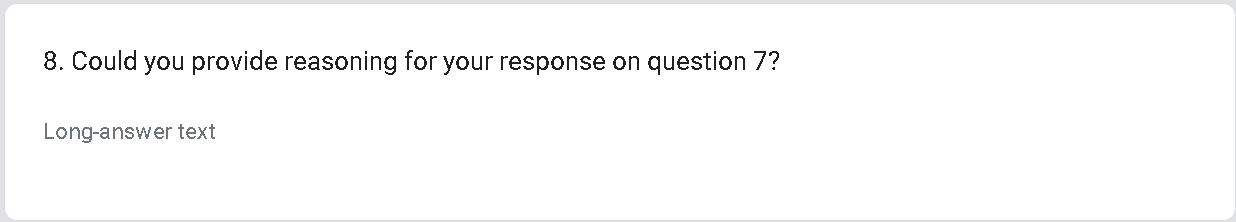 8. Could you provide reasoning for your response on question 7?
Long-answer text